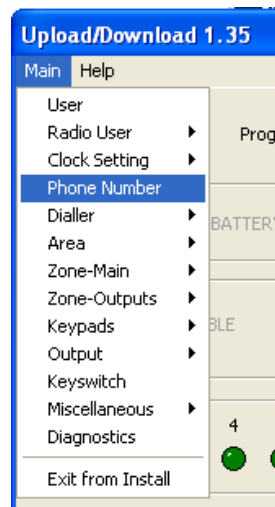 Upload/Download 1.35
Main Help
User
Radio User
Prog
Clock Setting
Phone Number
Dialler
Area
Zone-Main
Zone-Outputs
Keypads
Output
Keyswitch
Miscellaneous
4
Diagnostics
Exit from Install